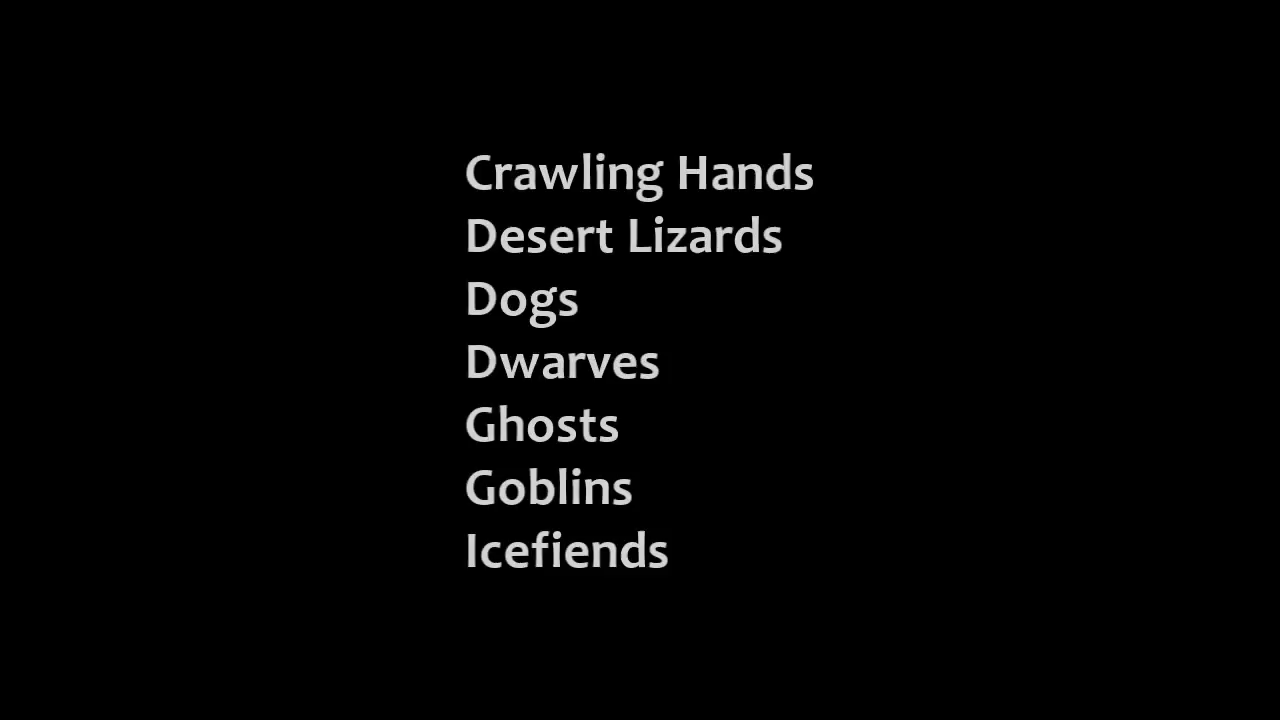 Crawling Hands
Desert Lizards
Dogs
Dwarves
Ghosts
Goblins
Icefiends